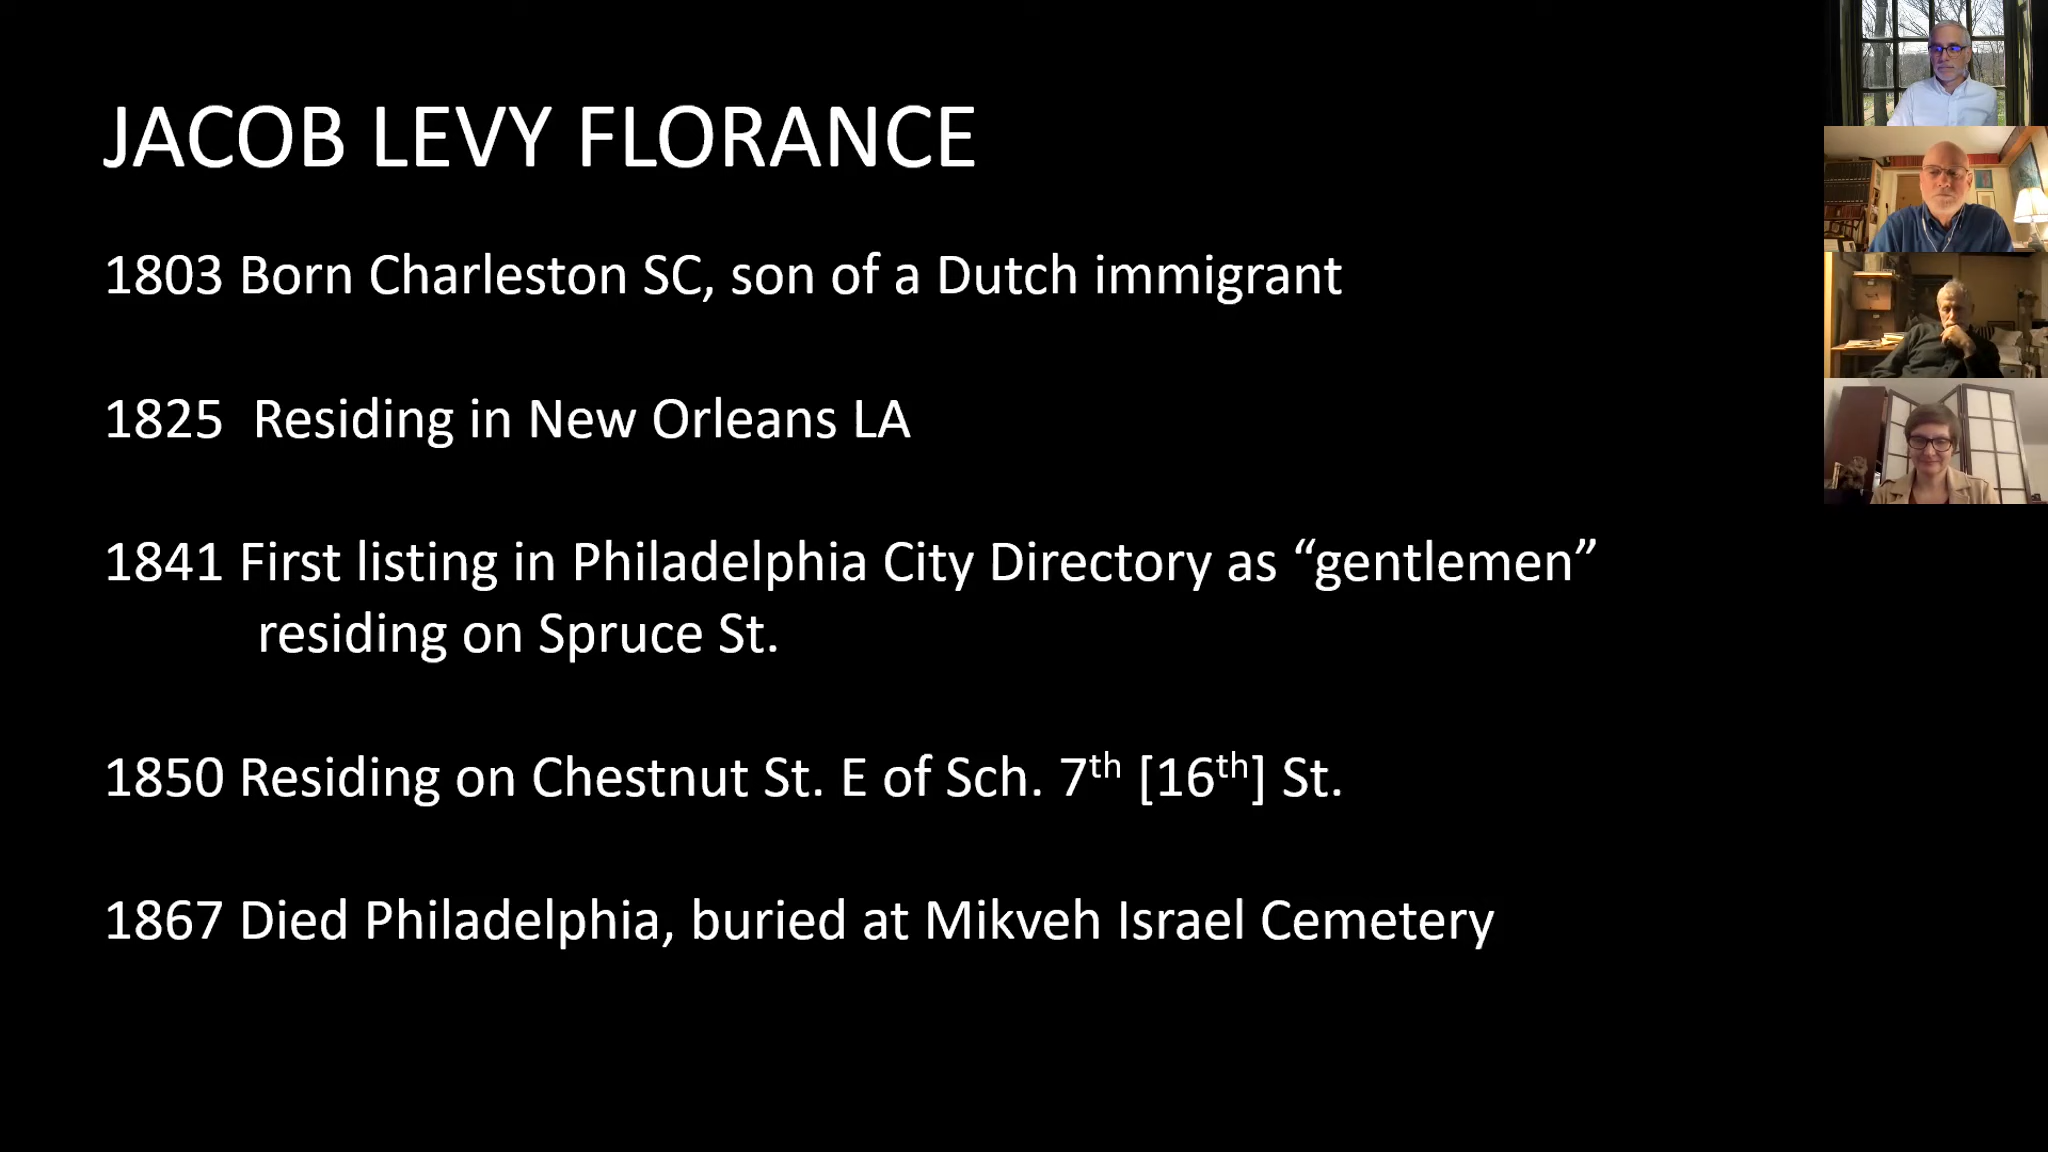 JACOB LEVY FLORANCE
1803 Born Charleston SC, son of a Dutch immigrant
1825  Residing in New Orleans LA
1841 First listing in Philadelphia City Directory as “gentlemen”
residing on Spruce St.
1850 Residing on Chestnut St. E of Sch. 7th [16th] St.
1867 Died Philadelphia, buried at Mikveh Israel Cemetery